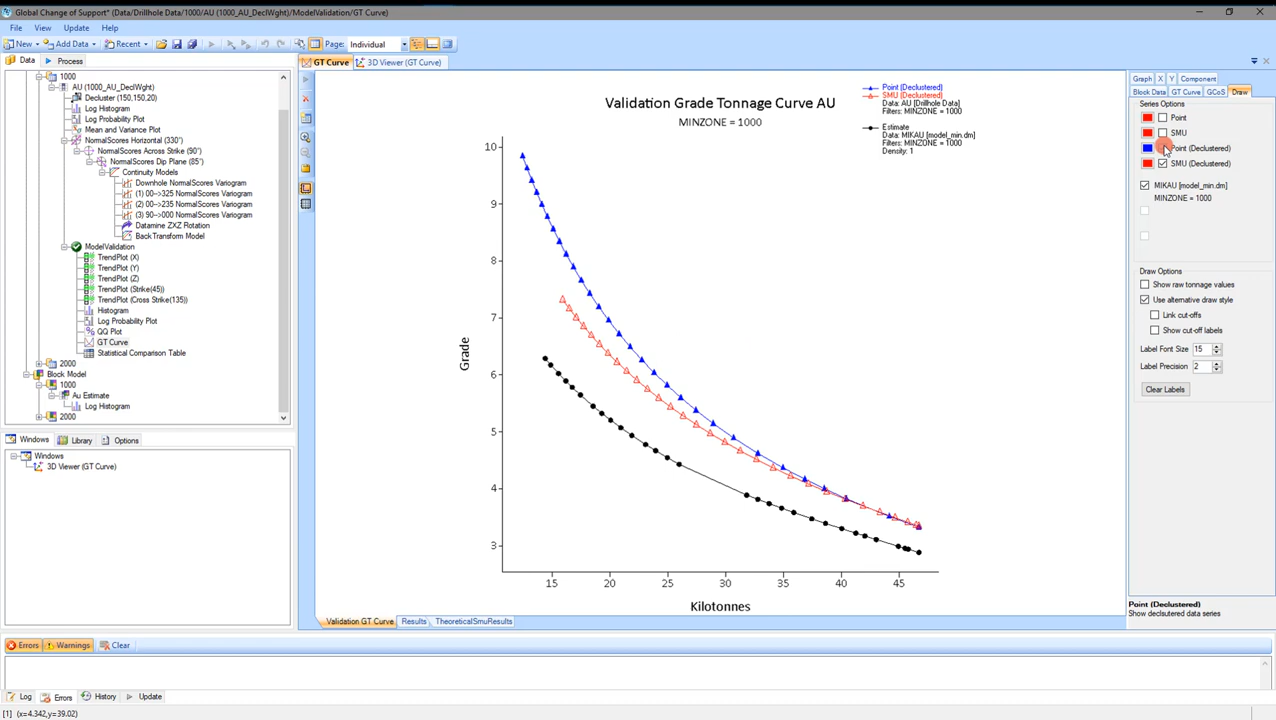 Global Change of Support* (Data/Drillhole Data/1000/AU (1000_AU_DeclWght)/ModelValidation/GT Curve)
File View Update Help
New Add Data Recent Page: Individual
Data Process
1000
AU (1000_AU_DeclWght)
Decluster (150,150,20)
Log Histogram
Log Probability Plot
Mean and Variance Plot
NormalScores Horizontal (330°)
NormalScores Across Strike (90°)
NormalScores Dip Plane (85°)
Continuity Models
Downhole NormalScores Variogram
(1) 00-->325 NormalScores Variogram
(2) 00-->235 NormalScores Variogram
(3) 90-->000 NormalScores Variogram
Datamine ZXZ Rotation
BackTransform Model
ModelValidation
TrendPlot (X)
TrendPlot (Y)
TrendPlot (Z)
TrendPlot (Strike(45))
TrendPlot (Cross Strike(135))
Histogram
Log Probability Plot
QQ Plot
GT Curve
Statistical Comparison Table
2000
Block Model
1000
Au Estimate
Log Histogram
2000
Windows Library Options
Windows
3D Viewer (GT Curve)
GT Curve 3D Viewer (GT Curve)
Validation Grade Tonnage Curve AU
MINZONE = 1000
Point (Declustered)
SMU (Declustered)
Data: AU [Drillhole Data]
Filters: MINZONE = 1000
Estimate
Data: MIKAU [model_min.dm]
Filters: MINZONE = 1000
Density: 1
10
9
8
7
6
5
4
3
Grade
15 20 25 30 35 40 45
Kilotonnes
Validation GT Curve Results TheoreticalSmuResults
Graph X Y Component
Block Data GT Curve GCoS Draw
Series Options
Point
SMU
Point (Declustered)
SMU (Declustered)
MIKAU [model_min.dm]
MINZONE = 1000
Draw Options
Show raw tonnage values
Use alternative draw style
Link cut-offs
Show cut-off labels
Label Font Size 15
Label Precision 2
Clear Labels
Point (Declustered)
Show declsutered data series
Errors Warnings Clear
Log Errors History Update
[1] (x=4.342,y=39.02)